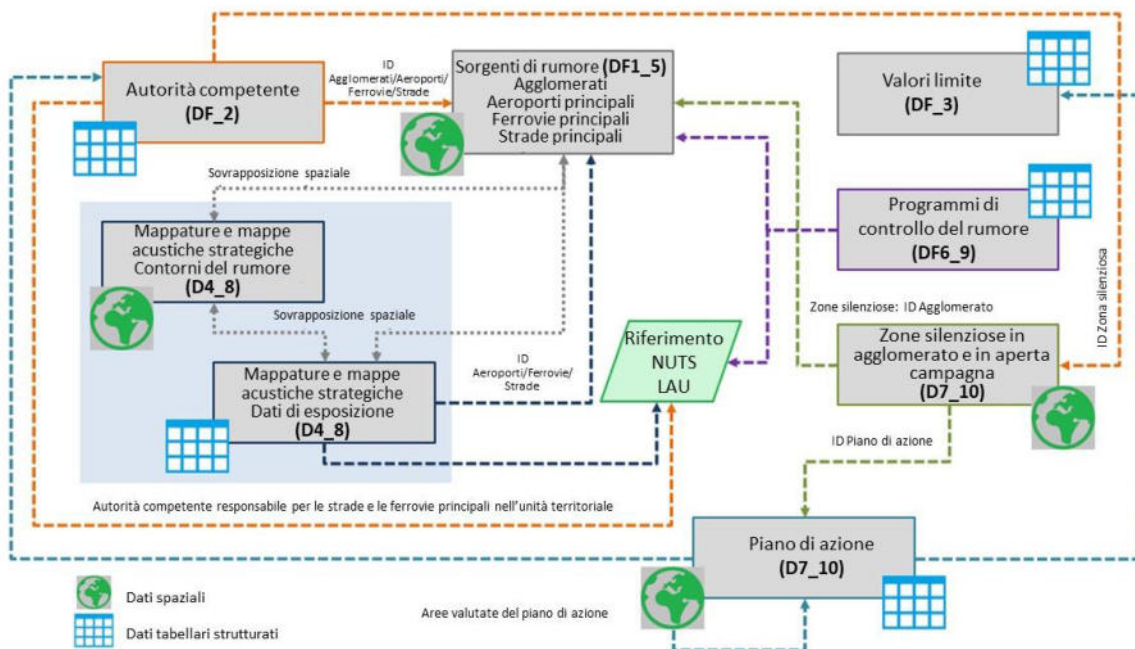 Autorità competente
(DF_2)
ID
Agglomerati/Aeroporti/
Ferrovie/Strade
Sorgenti di rumore (DF1_5)
Agglomerati
Aeroporti principali
Ferrovie principali
Strade principali
Valori limite
(DF_3)
Sovrapposizione spaziale
Mappature e mappe
acustiche strategiche
Contorni del rumore
(D4_8)
Programmi di
controllo del rumore
(DF6_9)
ID Zona silenziosa
Sovrapposizione spaziale
Zone silenziose: ID Agglomerato
Riferimento
NUTS
LAU
Zone silenziose in
agglomerato e in aperta
campagna
(D7_10)
ID
Aeroporti/Ferrovie/
Strade
Mappature e mappe
acustiche strategiche
Dati di esposizione
(D4_8)
ID Piano di azione
Autorità competente responsabile per le strade e le ferrovie principali nell'unità territoriale
Piano di azione
(D7_10)
Dati spaziali
Aree valutate del piano di azione
Dati tabellari strutturati